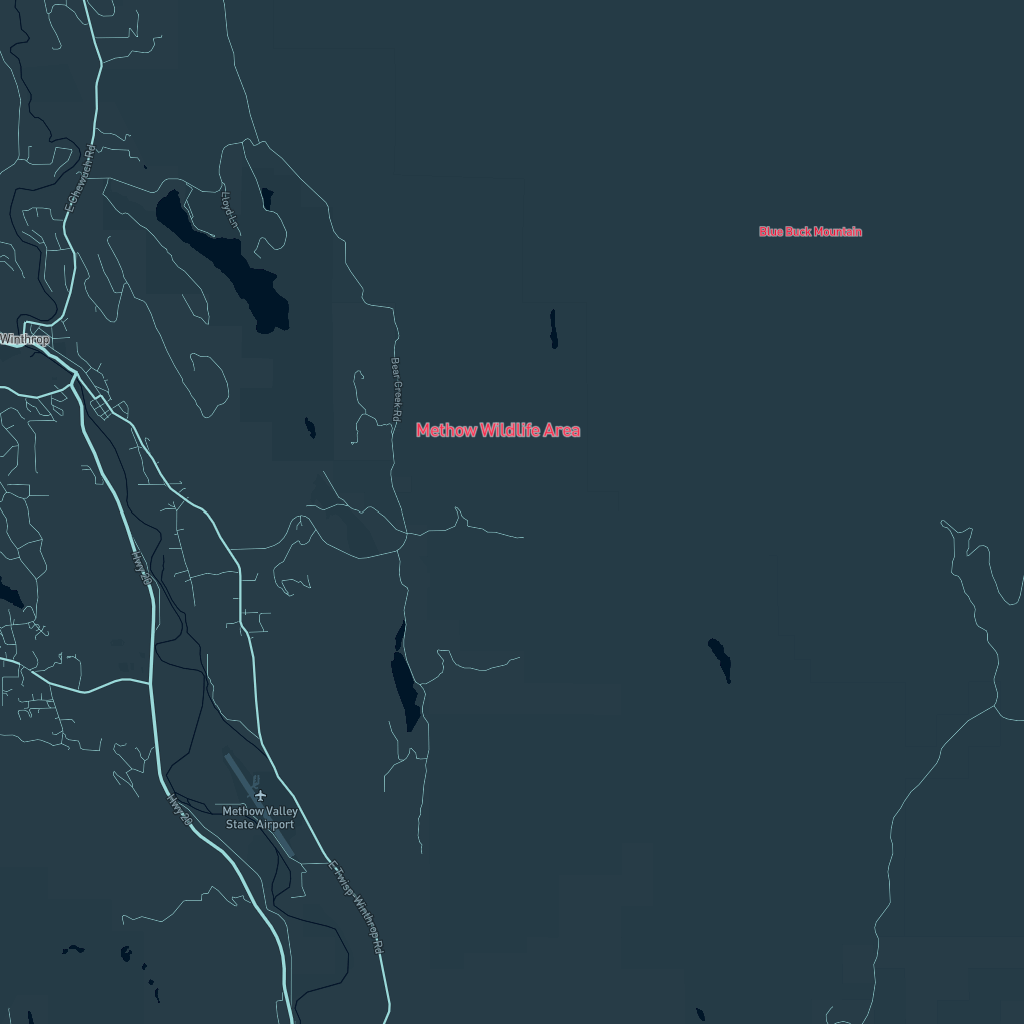 E Chewuch Rd
Lloyd Ln
Blue Buck Mountain
Winthrop
Bear Creek Rd
Methow Wildlife Area
Hwy 20
Methow Valley
State Airport
Hwy 20
E Twisp-Winthrop Rd